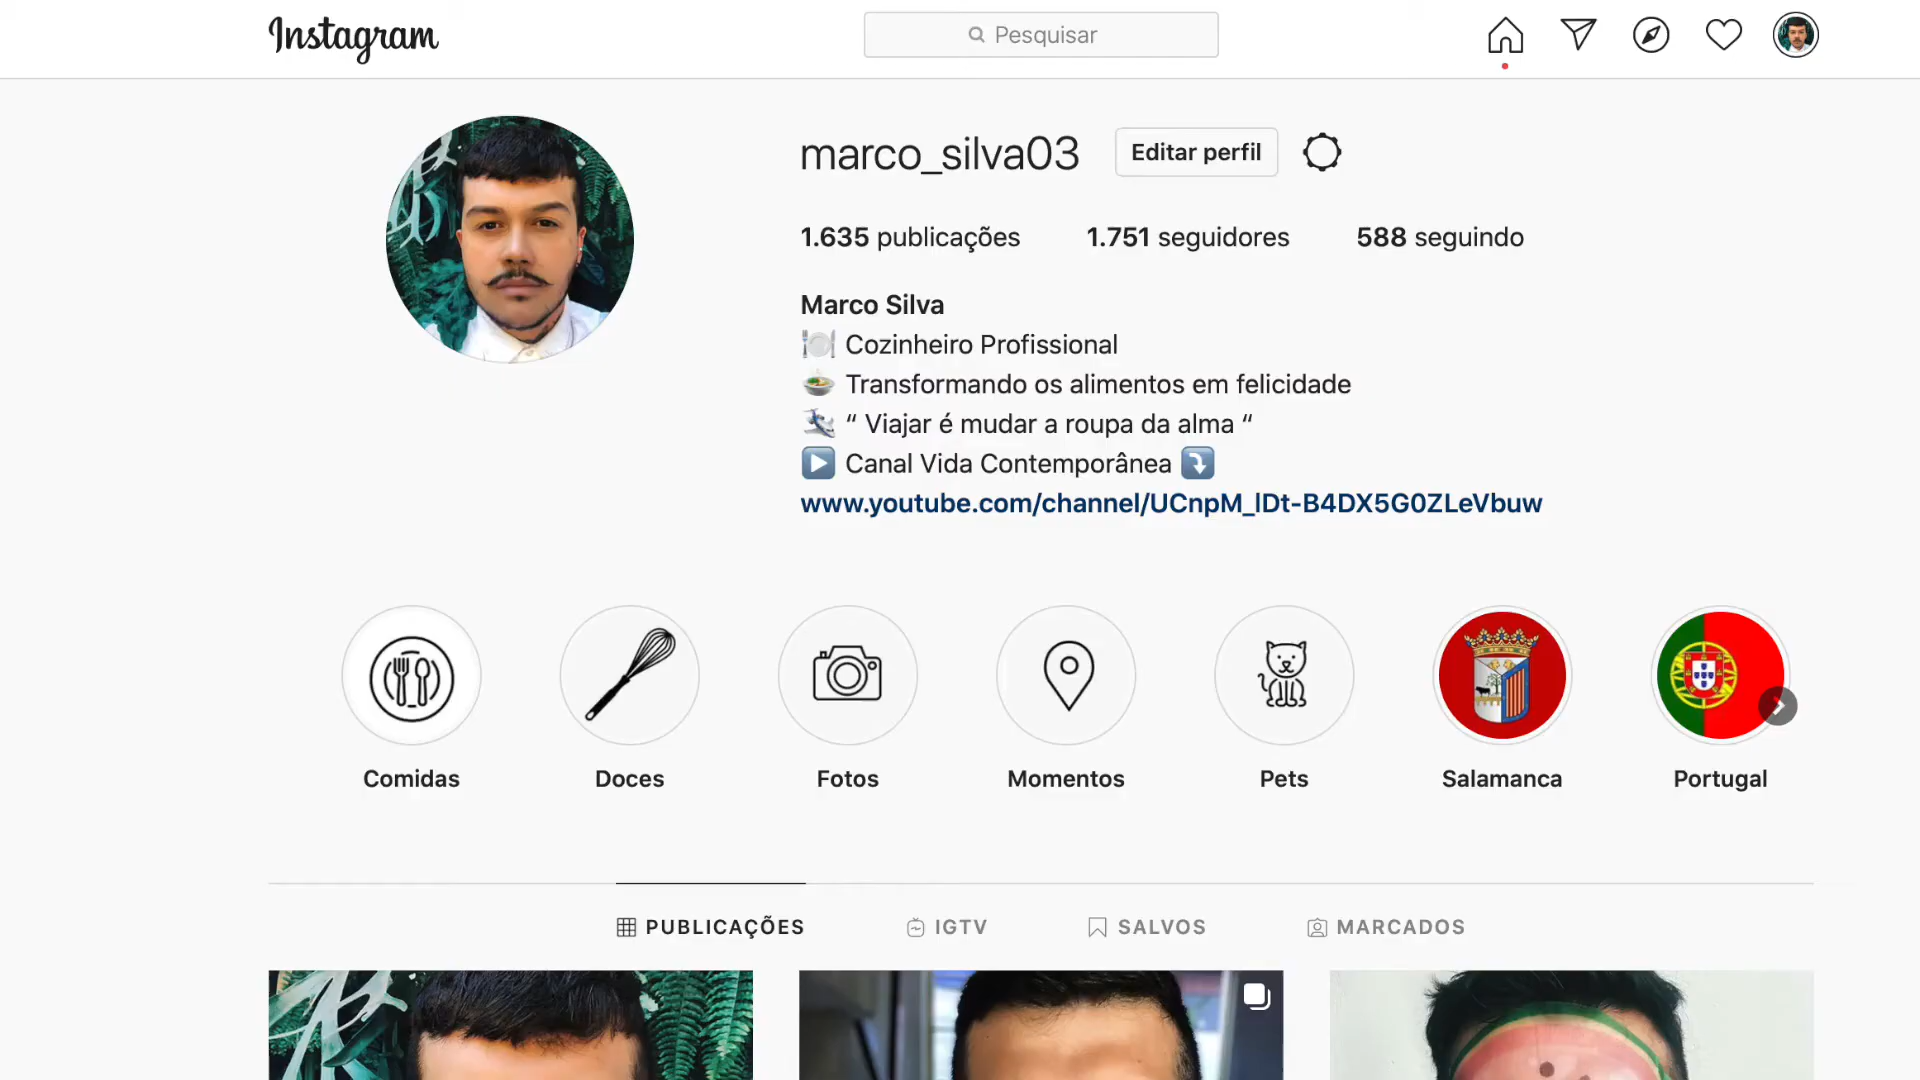 Instagram
Pesquisar
marco_silva03 Editar perfil
1.635 publicações 1.751 seguidores 588 seguindo
Marco Silva
Cozinheiro Profissional
Transformando os alimentos em felicidade
“ Viajar é mudar a roupa da alma “
Canal Vida Contemporânea
www.youtube.com/channel/UCnpM_lDt-B4DX5G0ZLeVbuw
Comidas Doces Fotos Momentos Pets Salamanca Portugal
PUBLICAÇÕES IGTV SALVOS MARCADOS